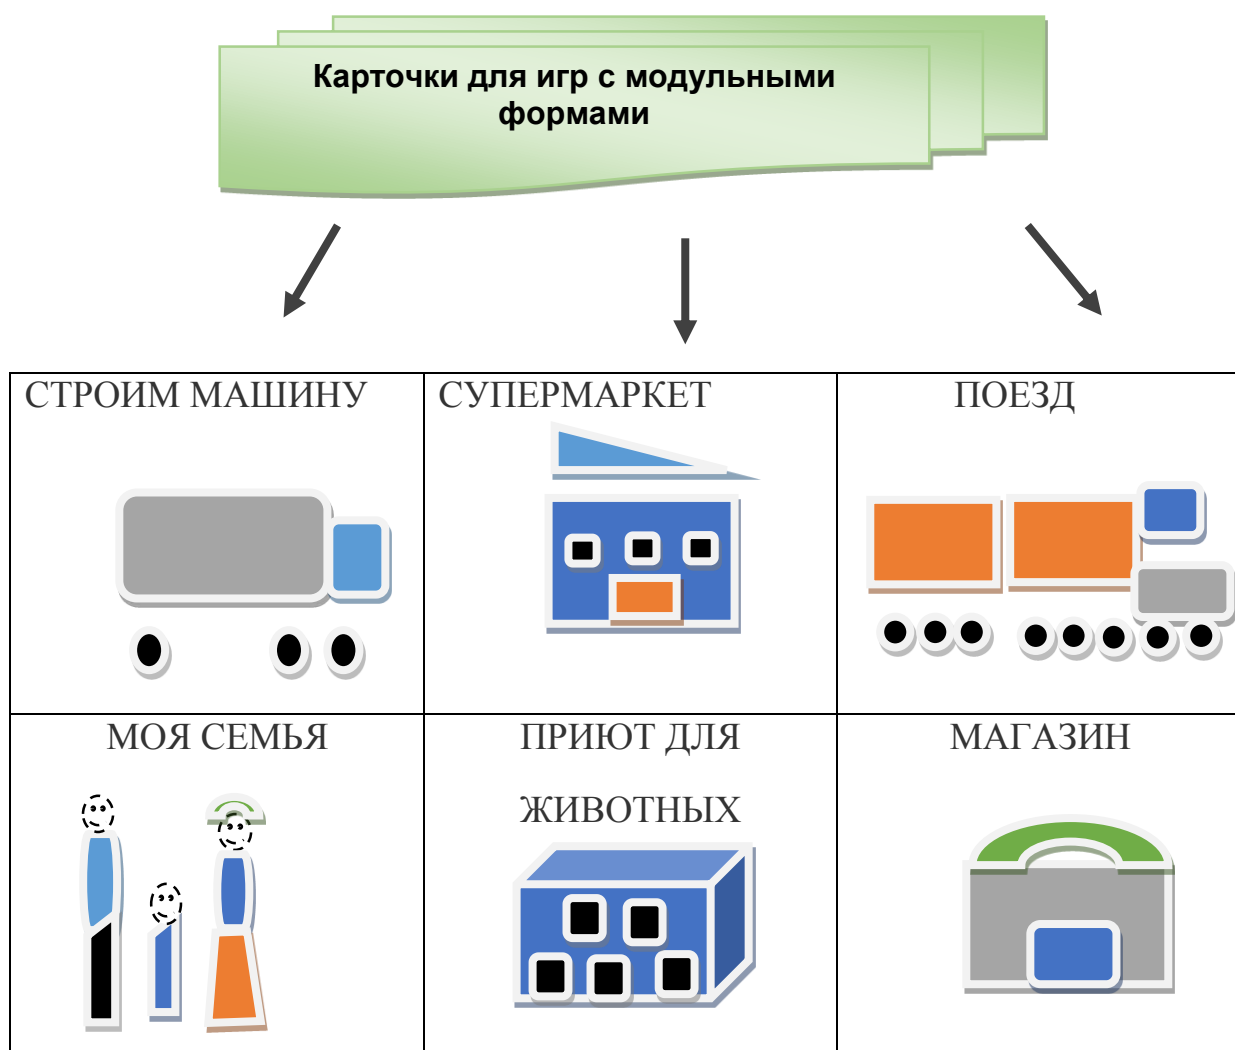 Карточки для игр с модульными
формами
СТРОИМ МАШИНУ
СУПЕРМАРКЕТ
ПОЕЗД
МОЯ СЕМЬЯ
ПРИЮТ ДЛЯ
ЖИВОТНЫХ
МАГАЗИН